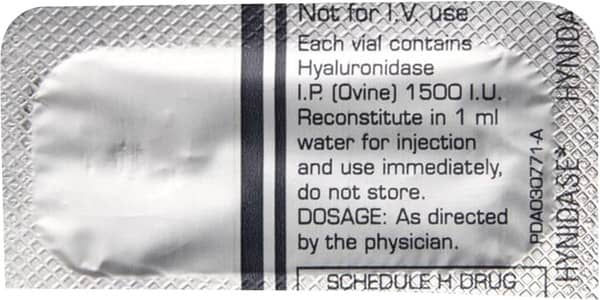 Not for I.V. use
Each vial contains
Hyaluronidase
I.P. (Ovine) 1500 I.U.
Reconstitute in 1 ml
water for injection
and use immediately,
do not store.
DOSAGE: As directed
by the physician.
SCHEDULE H DRUG
PDA030771-A
HYNIDASE* HYNIDA